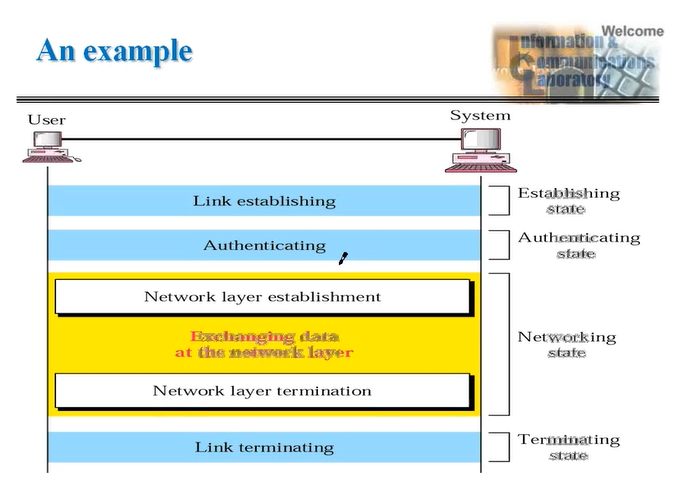 An example
Welcome
Information &
Communications
Laboratory
User
System
Link establishing
Establishing
state
Authenticating
Authenticating
state
Network layer establishment
Exchanging data
at the network layer
Networking
state
Network layer termination
Link terminating
Terminating
state